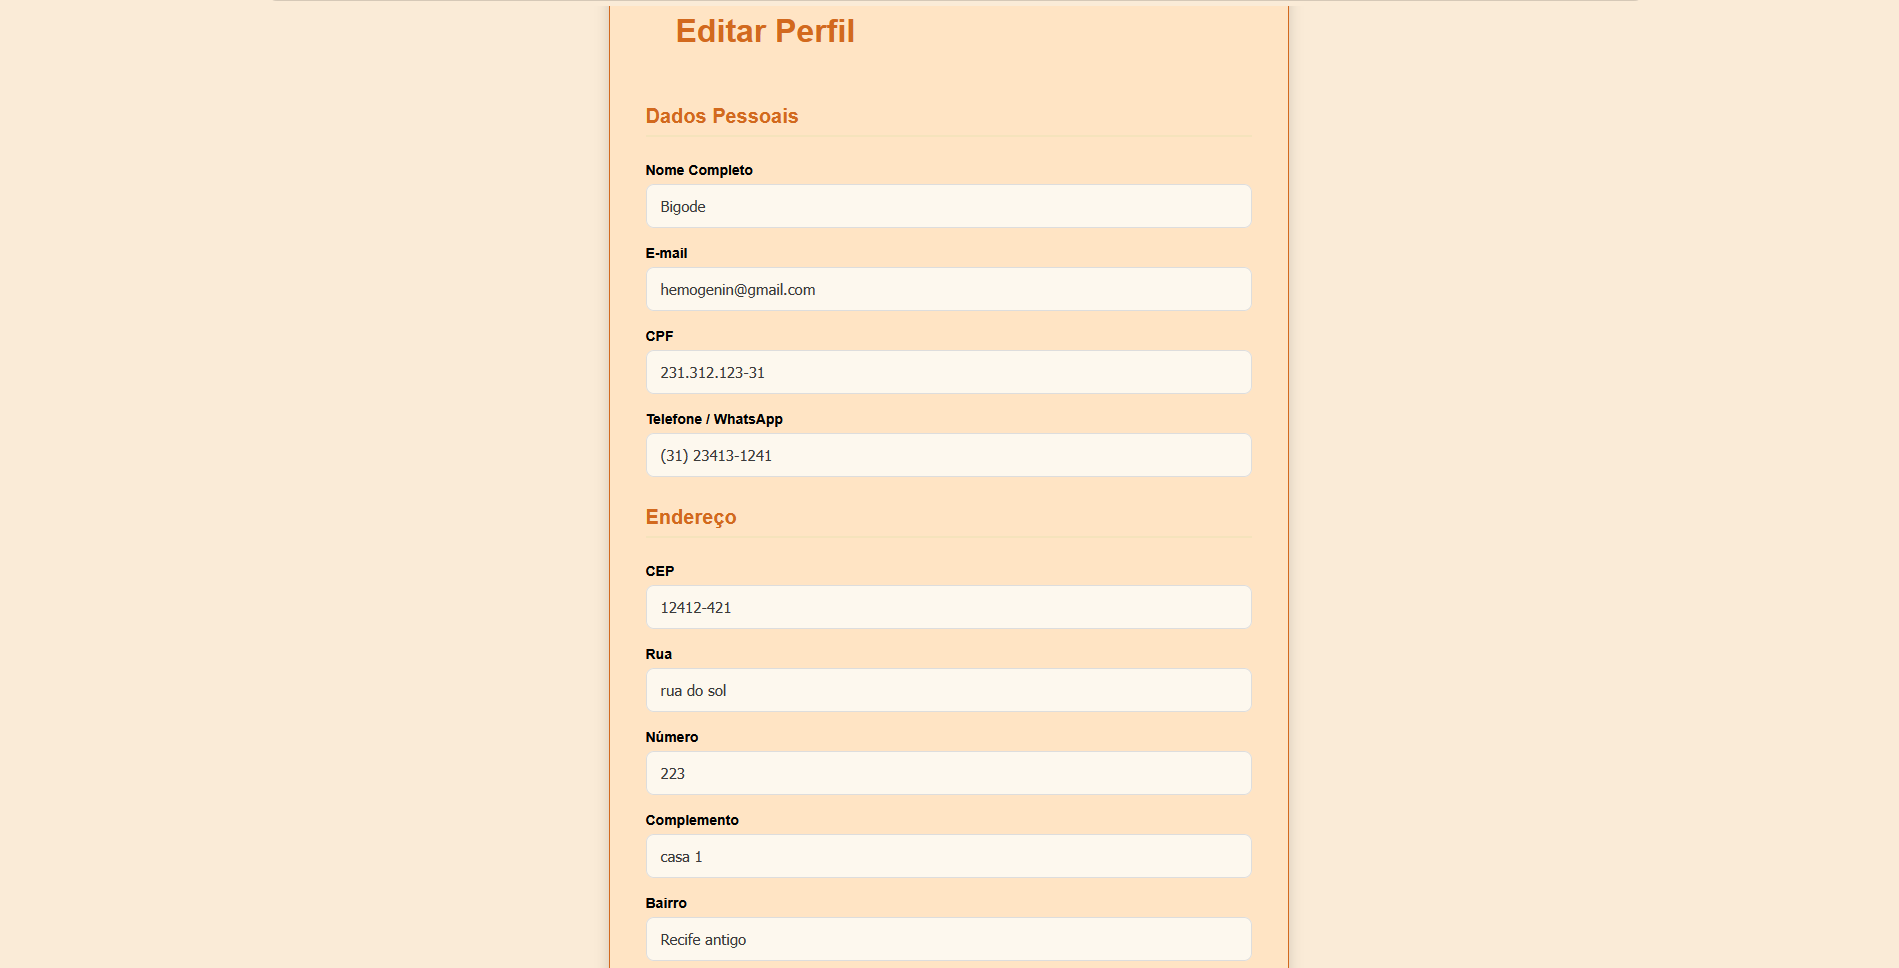 Editar Perfil
Dados Pessoais
Nome Completo
Bigode
E-mail
hemogenin@gmail.com
CPF
231.312.123-31
Telefone / WhatsApp
(31) 23413-1241
Endereço
CEP
12412-421
Rua
rua do sol
Número
223
Complemento
casa 1
Bairro
Recife antigo